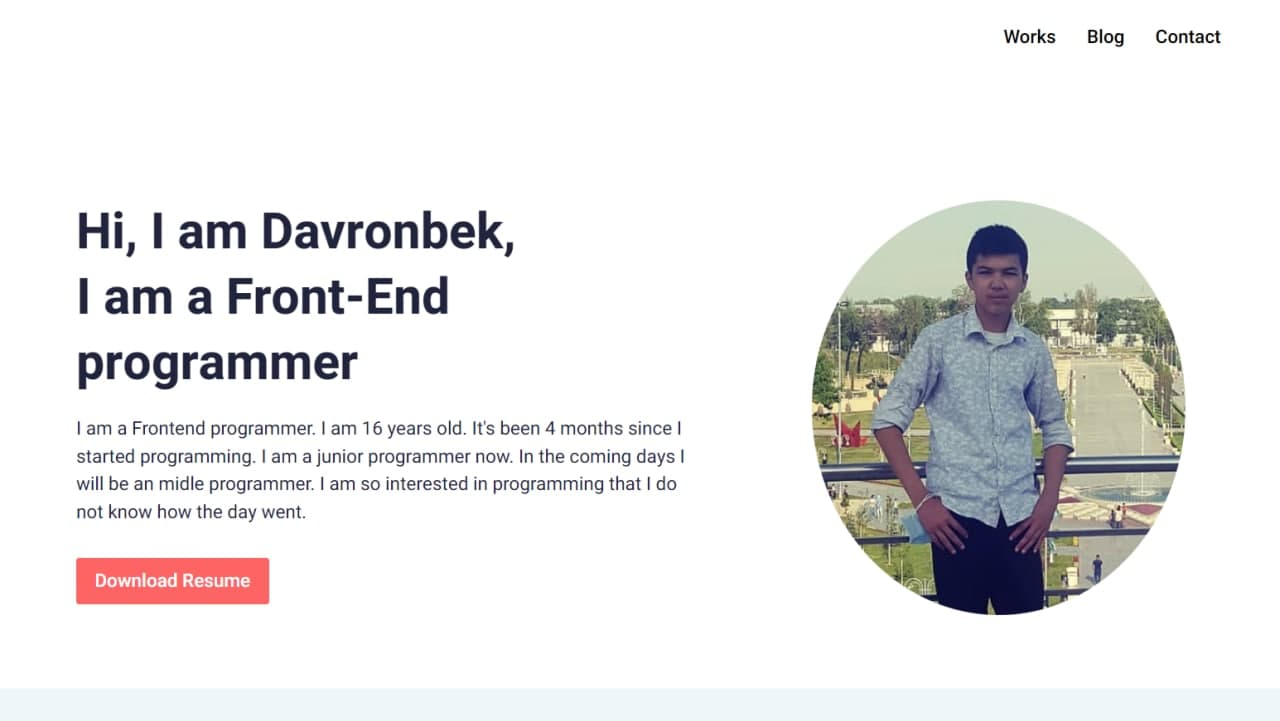 Works Blog Contact
Hi, I am Davronbek,
I am a Front-End
programmer
I am a Frontend programmer. I am 16 years old. It's been 4 months since I
started programming. I am a junior programmer now. In the coming days I
will be an midle programmer. I am so interested in programming that I do
not know how the day went.
Download Resume